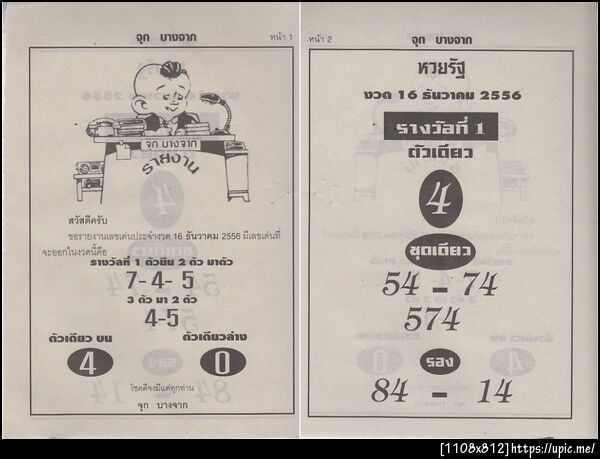 จุก บางจาก
หน้า 1
จุก บางจาก
รายงาน
สวัสดีครับ
ขอรายงานเลขเด่นประจำงวด 16 ธันวาคม 2556 มีเลขเด่นที่
จะออกในงวดนี้คือ
รางวัลที่ 1 ตัวยืน 2 ตัว มาตัว
7-4-5
3 ตัว มา 2 ตัว
4-5
ตัวเดียว บน
ตัวเดียวล่าง
4
0
โชคดีจงมีแด่ทุกท่าน
จุก บางจาก
หน้า 2
จุก บางจาก
หวยรัฐ
งวด 16 ธันวาคม 2556
รางวัลที่ 1
ตัวเดียว
4
ชุดเดียว
54 - 74
574
รอง
84 - 14
[1108x812]https://upic.me/